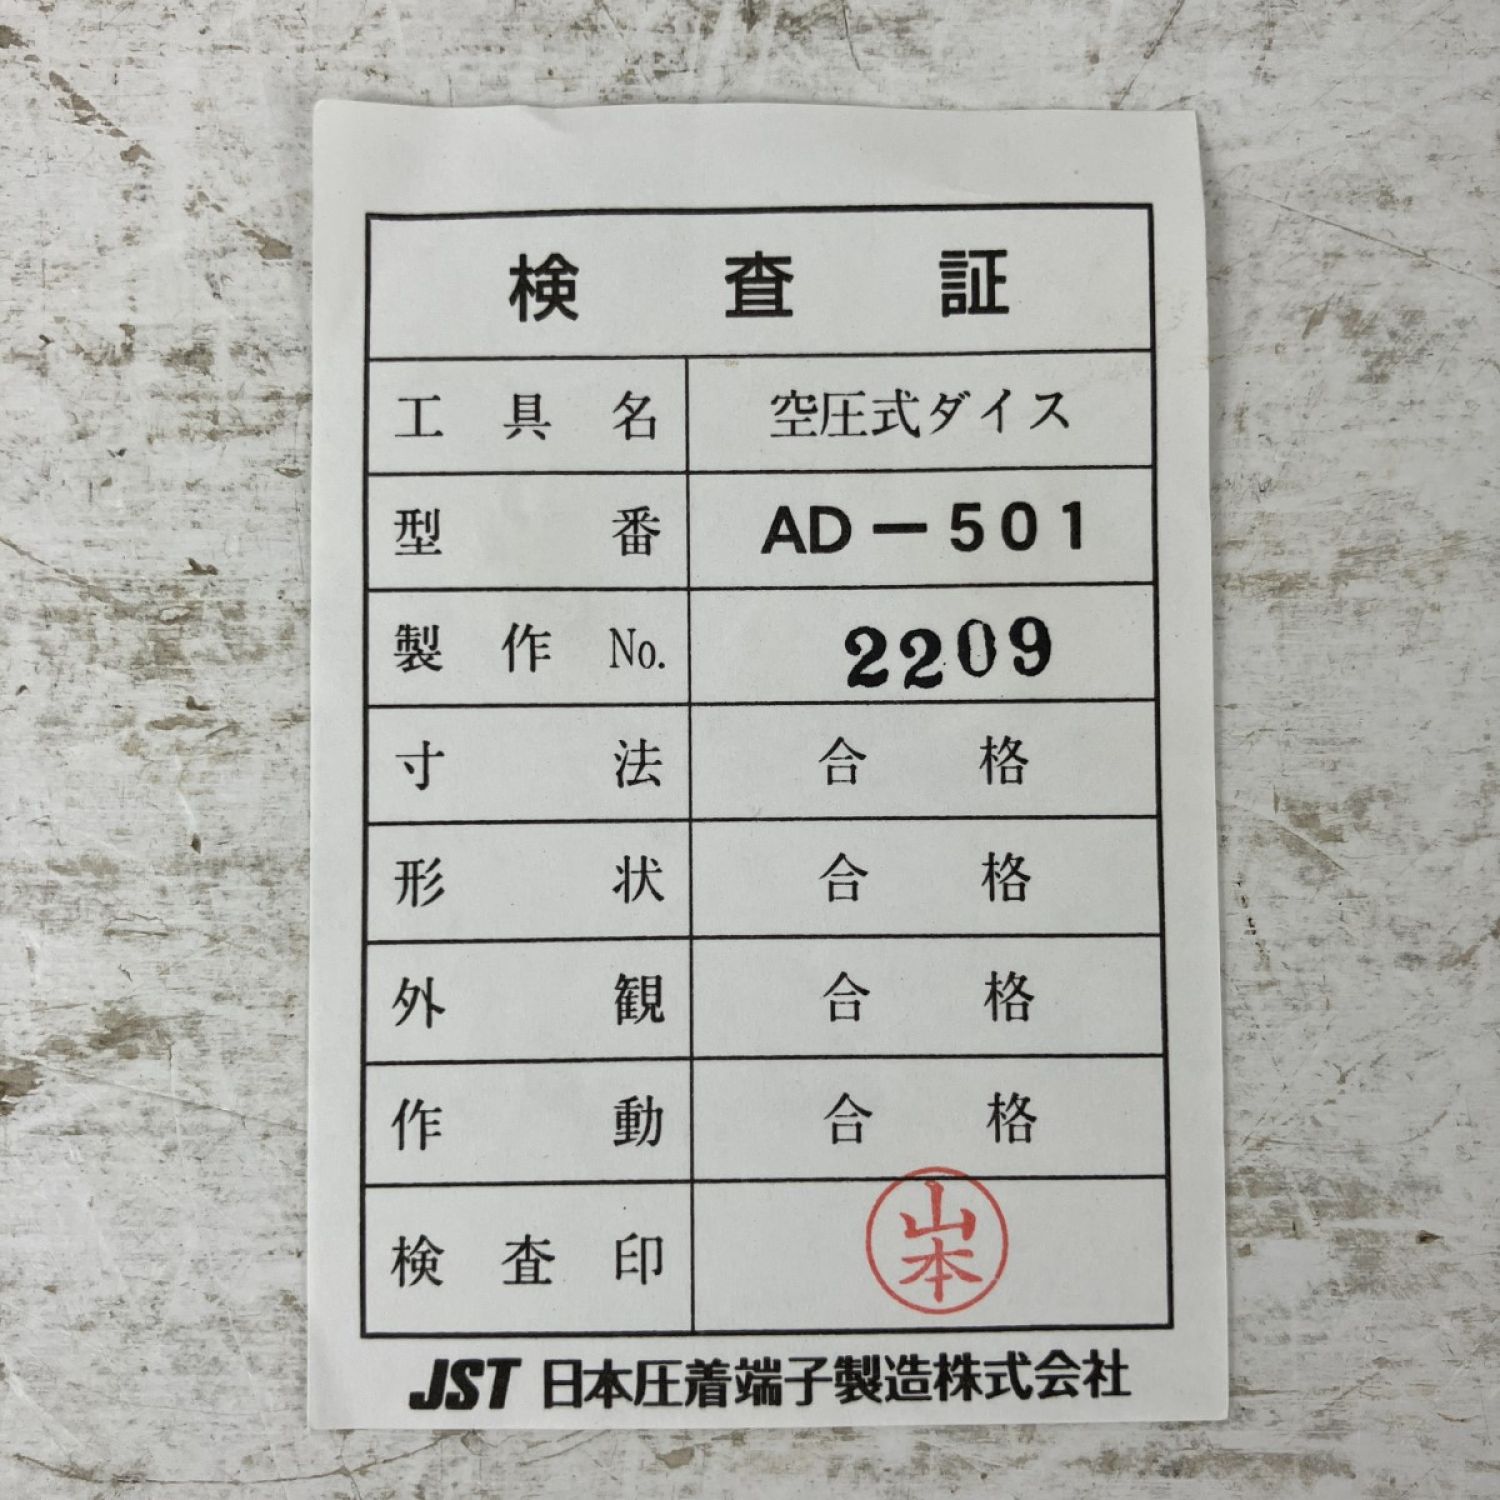 検査証
工具名 空圧式ダイス
型番 AD-501
製作No. 2209
寸法 合格
形状 合格
外観 合格
作動 合格
検査印 山本
JST 日本圧着端子製造株式会社